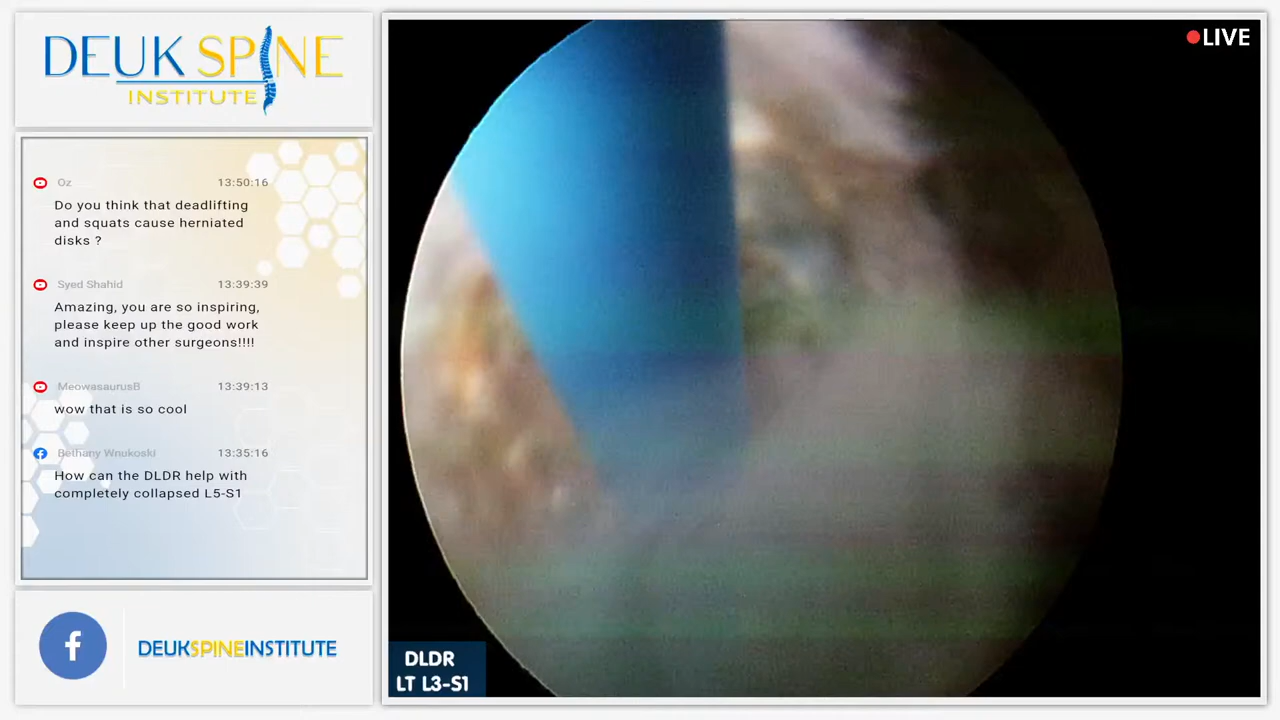 DEUK SPINE
INSTITUTE
Oz 13:50:16
Do you think that deadlifting
and squats cause herniated
disks ?
Syed Shahid 13:39:39
Amazing, you are so inspiring,
please keep up the good work
and inspire other surgeons!!!!
MeowasaurusB 13:39:13
wow that is so cool
Bethany Wnukoski 13:35:16
How can the DLDR help with
completely collapsed L5-S1
f
DEUKSPINEINSTITUTE
LIVE
DLDR
LT L3-S1